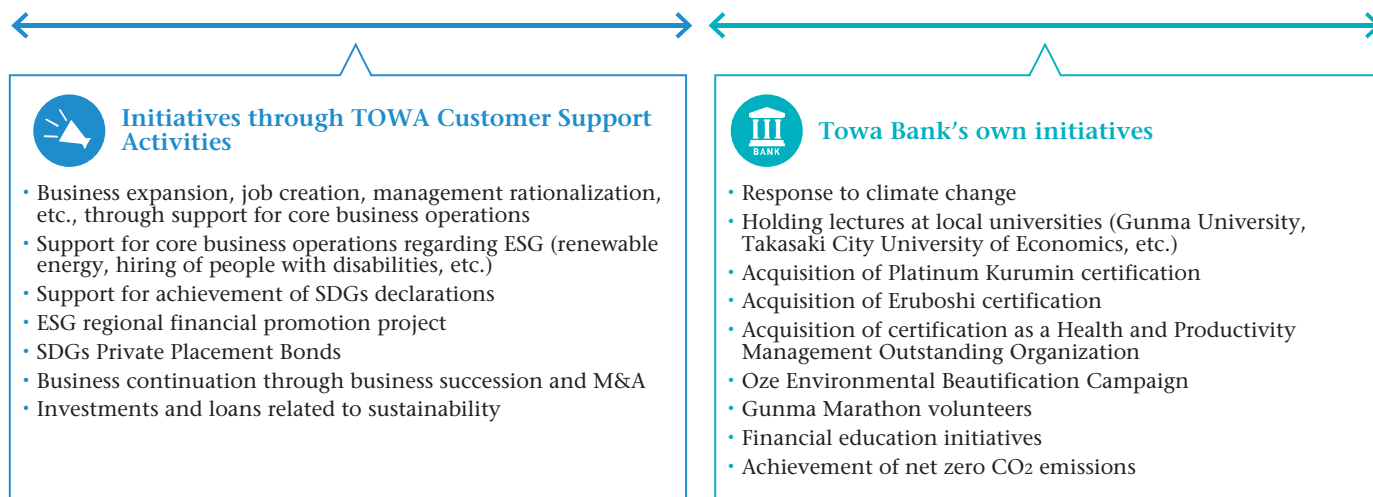 Initiatives through TOWA Customer Support
Activities
• Business expansion, job creation, management rationalization,
etc., through support for core business operations
• Support for core business operations regarding ESG (renewable
energy, hiring of people with disabilities, etc.)
• Support for achievement of SDGs declarations
• ESG regional financial promotion project
• SDGs Private Placement Bonds
• Business continuation through business succession and M&A
• Investments and loans related to sustainability
BANK
Towa Bank's own initiatives
• Response to climate change
• Holding lectures at local universities (Gunma University,
Takasaki City University of Economics, etc.)
• Acquisition of Platinum Kurumin certification
• Acquisition of Eruboshi certification
• Acquisition of certification as a Health and Productivity
Management Outstanding Organization
• Oze Environmental Beautification Campaign
• Gunma Marathon volunteers
• Financial education initiatives
• Achievement of net zero CO2 emissions